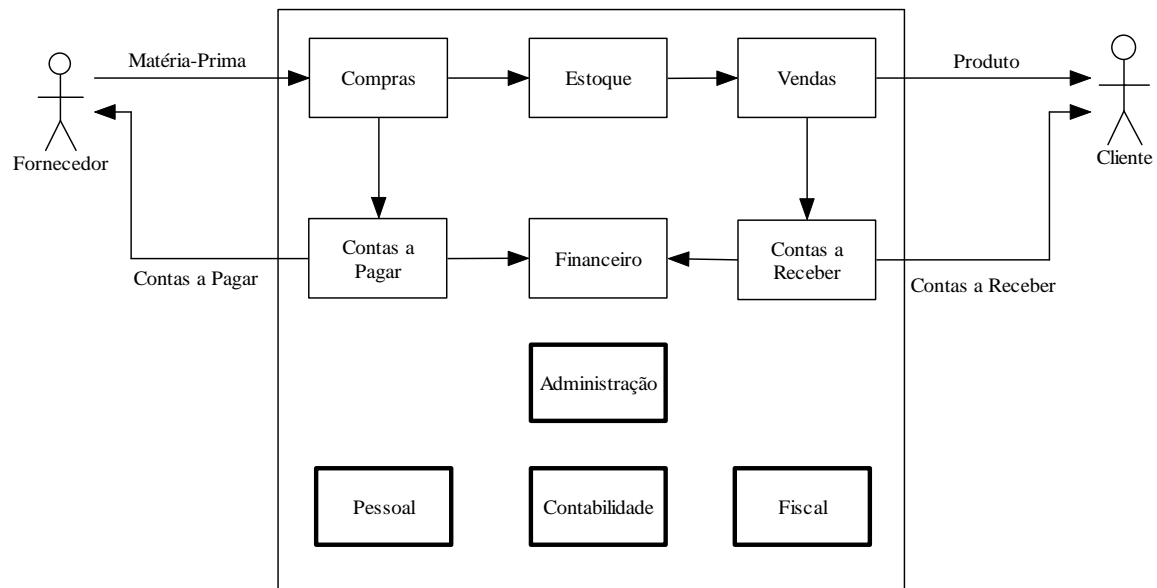 Matéria-Prima
Compras
Estoque
Vendas
Produto
Fornecedor
Cliente
Contas a
Pagar
Financeiro
Contas a
Receber
Contas a Pagar
Contas a Receber
Administração
Pessoal
Contabilidade
Fiscal